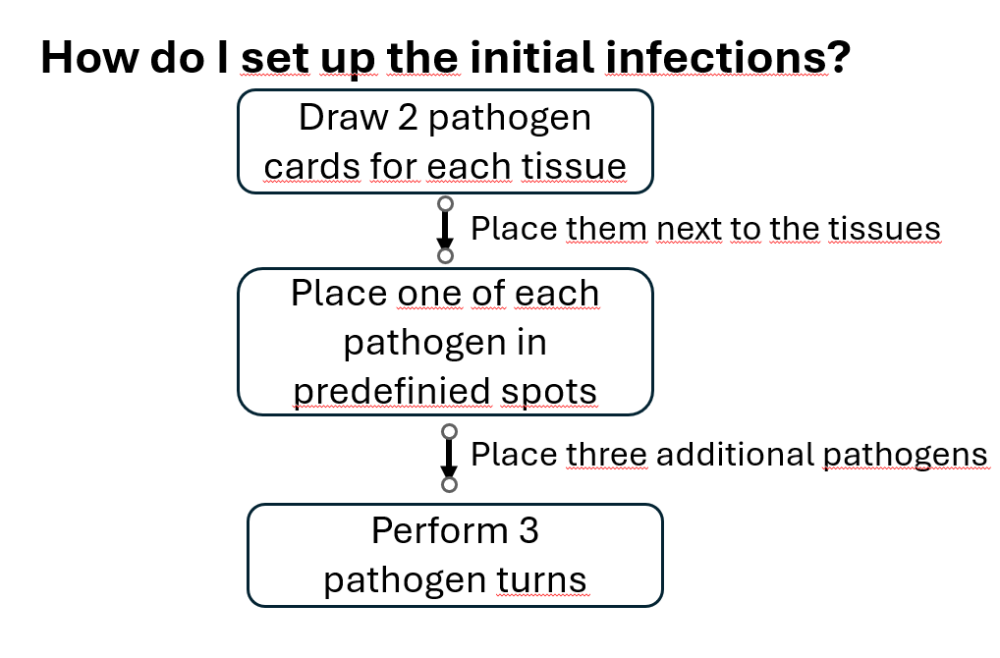 How do I set up the initial infections?
Draw 2 pathogen
cards for each tissue
Place them next to the tissues
Place one of each
pathogen in
predefinied spots
Place three additional pathogens
Perform 3
pathogen turns